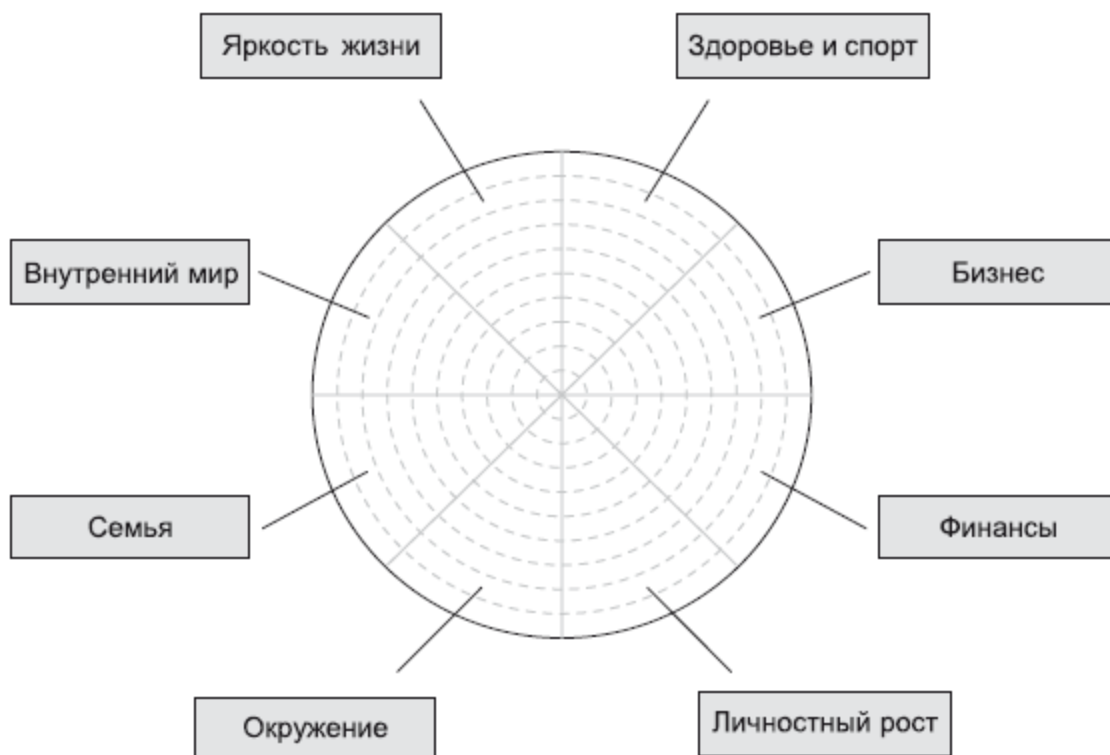 Яркость жизни
Здоровье и спорт
Внутренний мир
Бизнес
Семья
Финансы
Окружение
Личностный рост